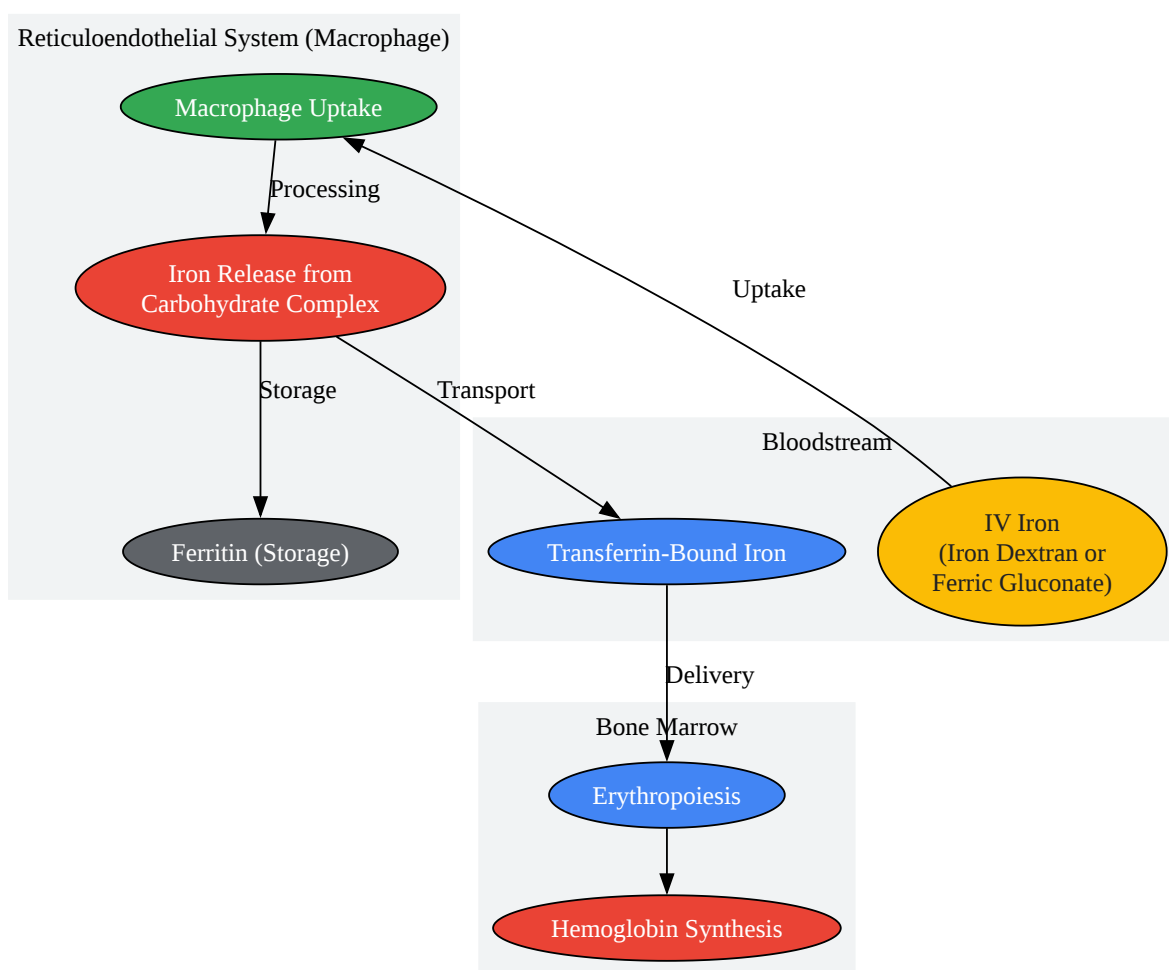 Reticuloendothelial System (Macrophage)
Macrophage Uptake
Processing
Iron Release from
Carbohydrate Complex
Uptake
Storage
Transport
Bloodstream
Ferritin (Storage)
Transferrin-Bound Iron
IV Iron
(Iron Dextran or
Ferric Gluconate)
Delivery
Bone Marrow
Erythropoiesis
Hemoglobin Synthesis